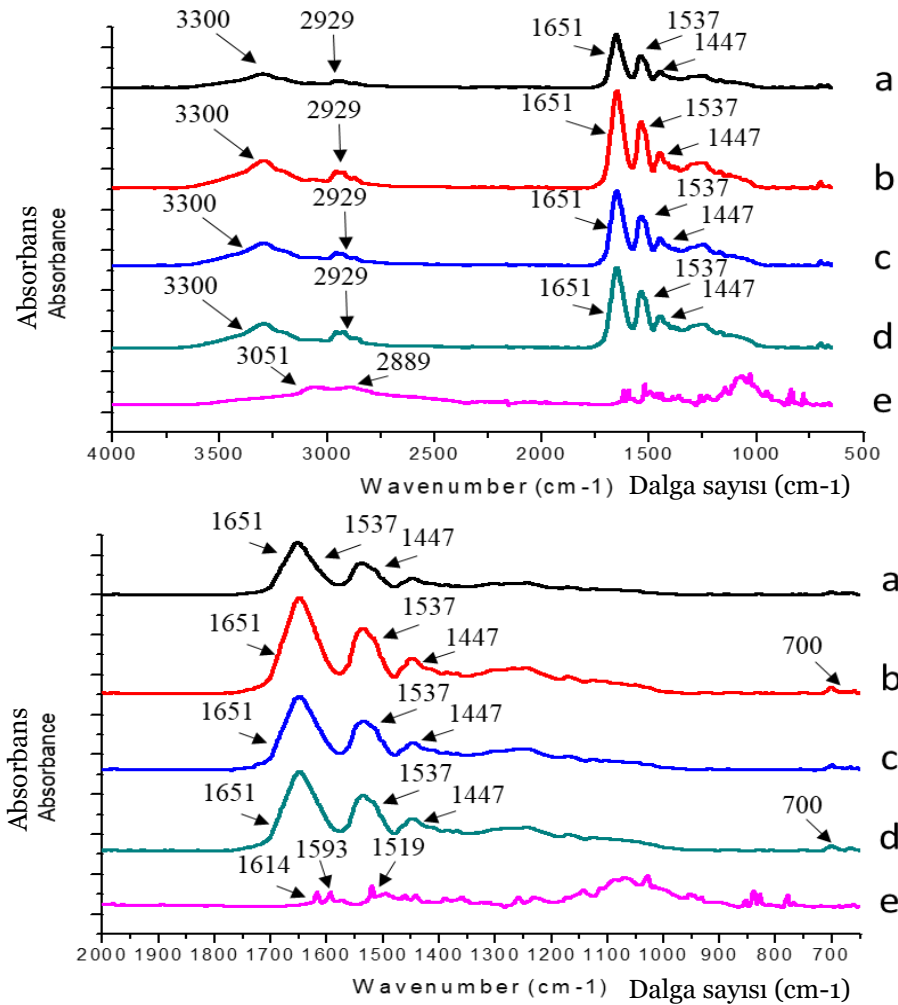 3300 2929 1651 1537 1447 a
3300 2929 1651 1537 1447 b
3300 2929 1651 1537 1447 c
3300 2929 1651 1537 1447 d
3051 2889 e
Absorbans
Absorbance
4000 3500 3000 2500 2000 1500 1000 500
Wavenumber (cm-1) Dalga sayısı (cm-1)
1651 1537 1447 a
1651 1537 1447 700 b
1651 1537 1447 c
1651 1537 1447 700 d
1614 1593 1519 e
Absorbans
Absorbance
2000 1900 1800 1700 1600 1500 1400 1300 1200 1100 1000 900 800 700
Wavenumber (cm-1) Dalga sayısı (cm-1)